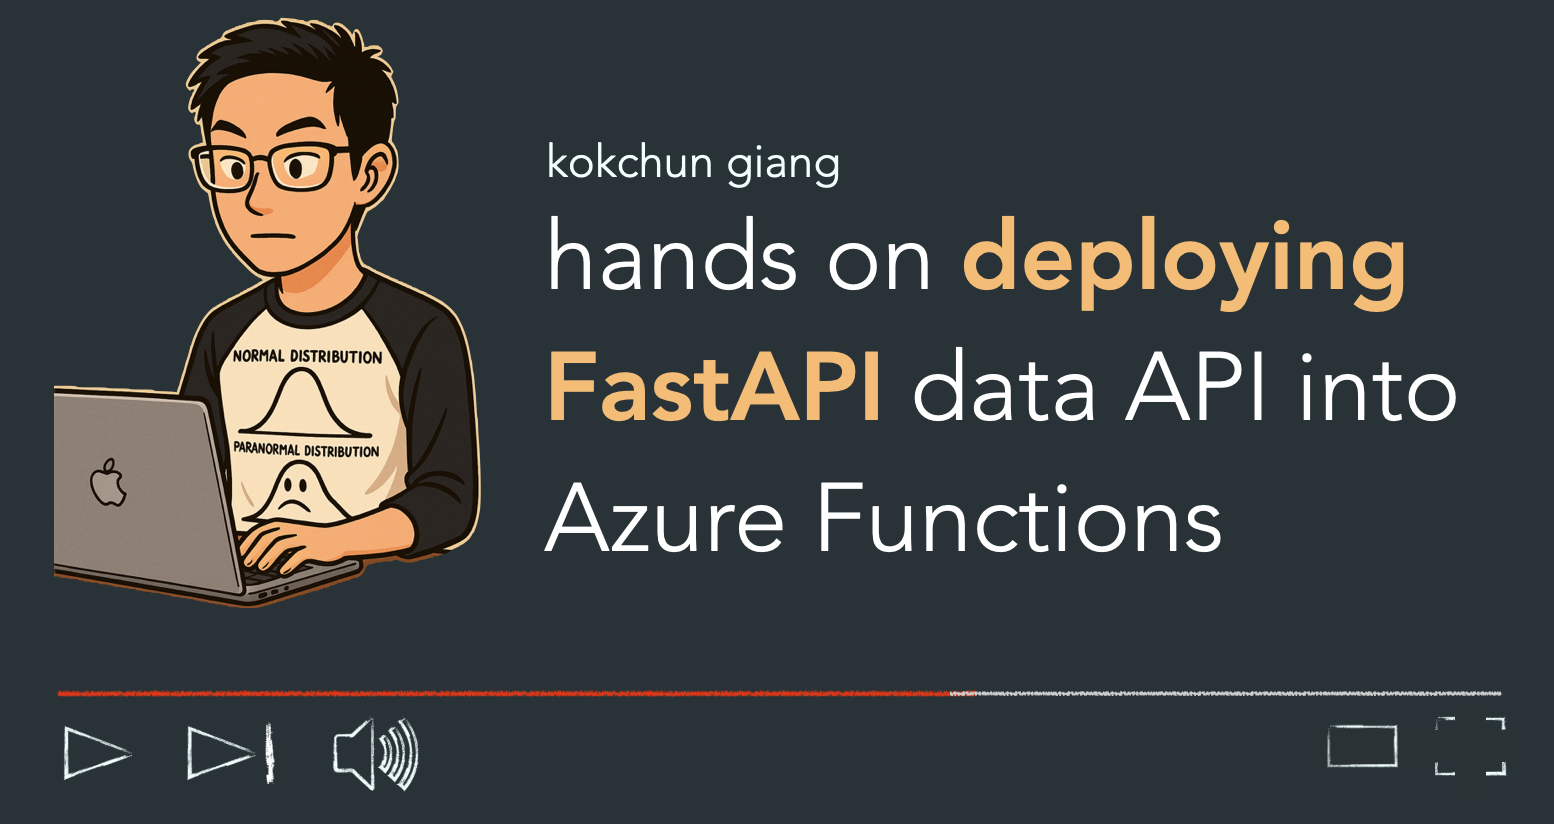 kokchun giang
hands on deploying
FastAPI data API into
Azure Functions
NORMAL DISTRIBUTION
PARANORMAL DISTRIBUTION